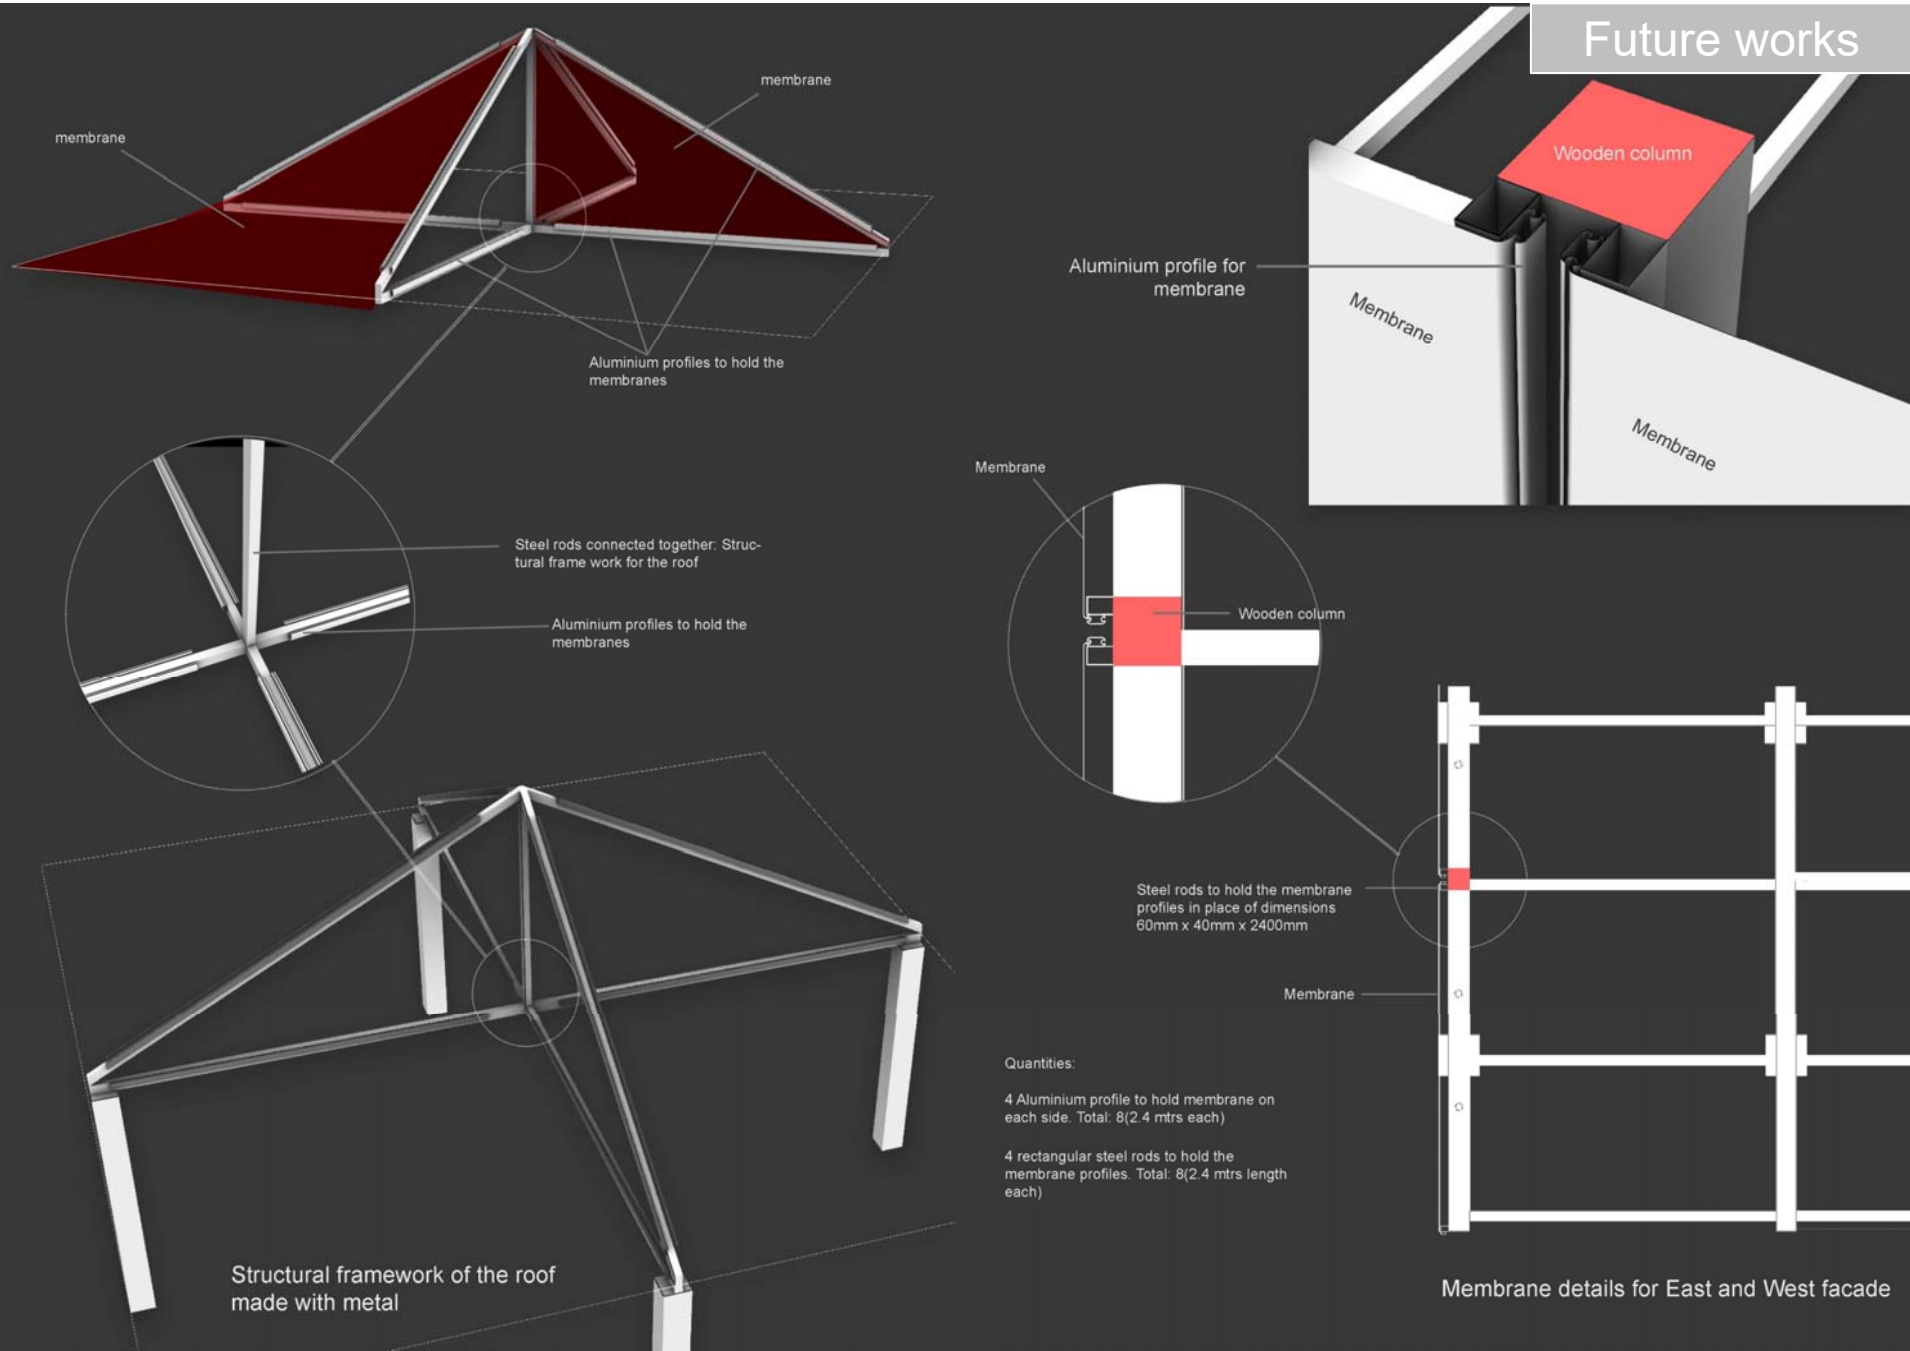 Future works
membrane
membrane
Aluminium profiles to hold the
membranes
Steel rods connected together: Struc-
tural frame work for the roof
Aluminium profiles to hold the
membranes
Structural framework of the roof
made with metal
Wooden column
Aluminium profile for
membrane
Membrane
Membrane
Membrane
Wooden column
Steel rods to hold the membrane
profiles in place of dimensions
60mm x 40mm x 2400mm
Membrane
Quantities:
4 Aluminium profile to hold membrane on
each side. Total: 8(2.4 mtrs each)
4 rectangular steel rods to hold the
membrane profiles. Total: 8(2.4 mtrs length
each)
Membrane details for East and West facade